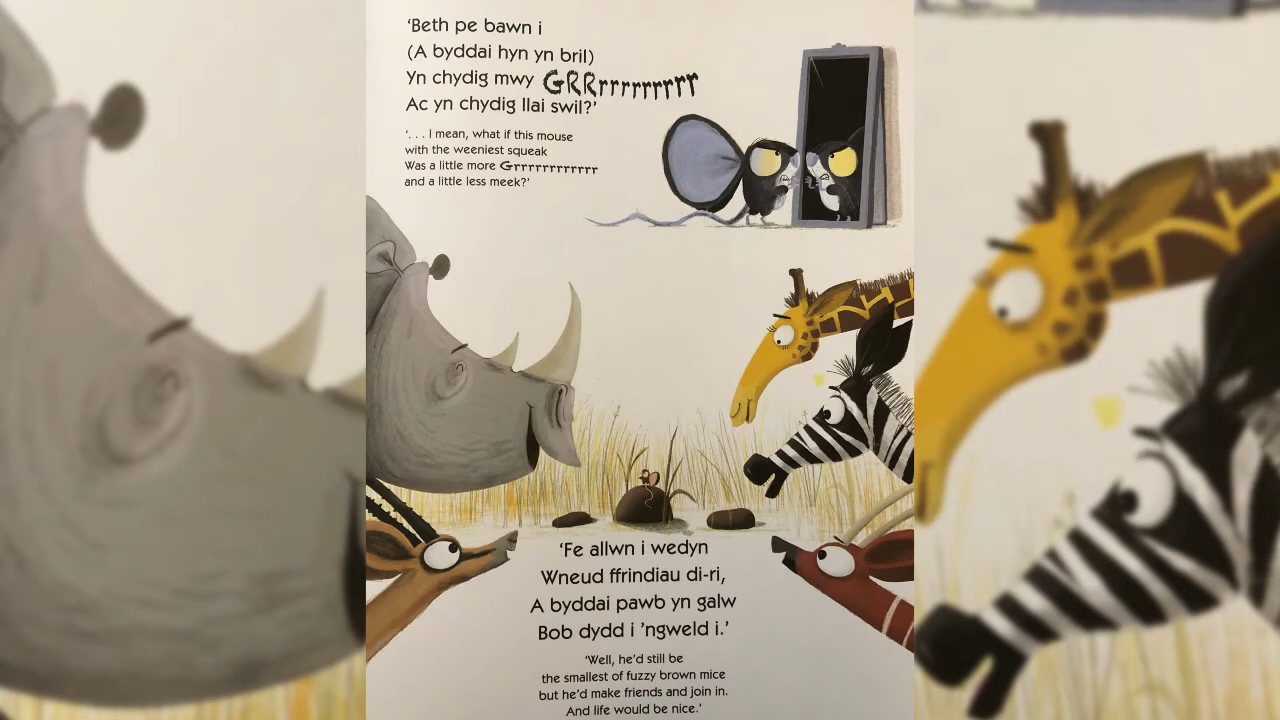 ‘Beth pe bawn i
(A byddai hyn yn bril)
Yn chydig mwy GRRrrrrrrrr
Ac yn chydig llai swil?’
‘. . . I mean, what if this mouse
with the weeniest squeak
Was a little more Grrrrrrrrrrrr
and a little less meek?’
‘Fe allwn i wedyn
Wneud ffrindiau di-ri,
A byddai pawb yn galw
Bob dydd i ’ngweld i.’
‘Well, he’d still be
the smallest of fuzzy brown mice
but he’d make friends and join in.
And life would be nice.’